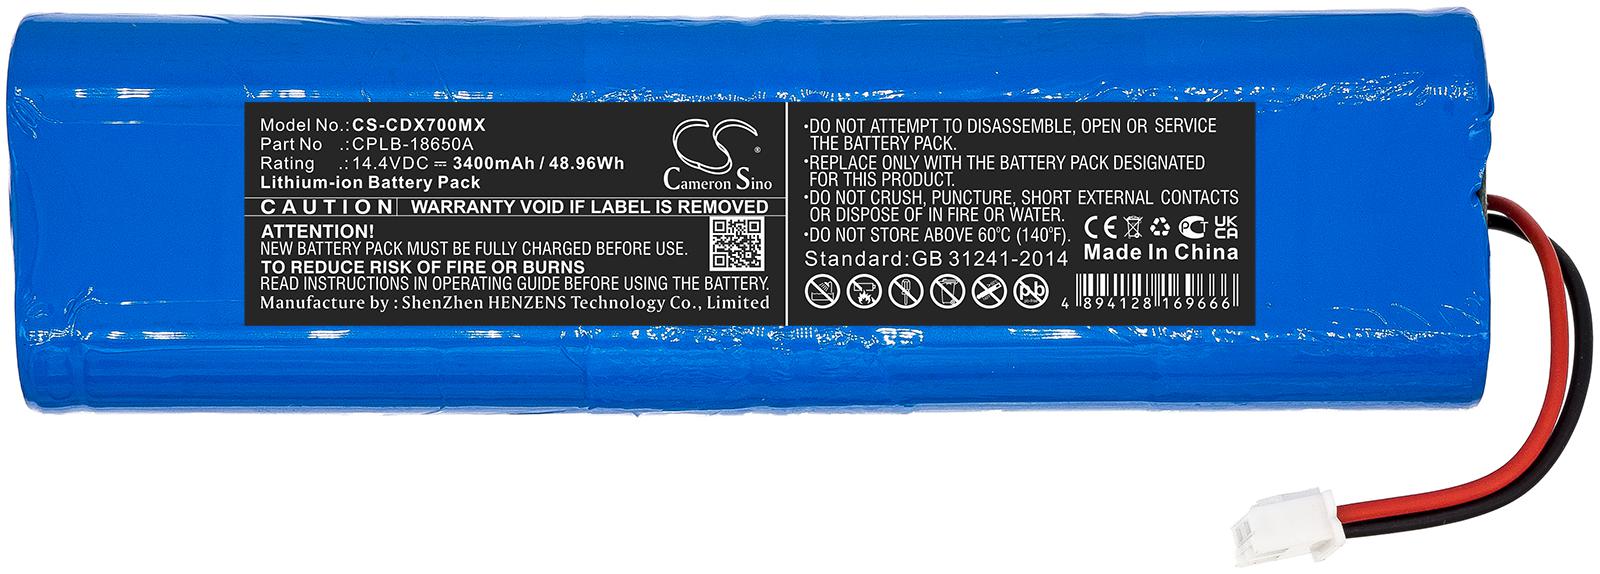 Model No.:CS-CDX700MX
Part No .:CPLB-18650A
Rating .:14.4VDC ⎓ 3400mAh / 48.96Wh
Lithium-ion Battery Pack
CS
®
Cameron Sino
CAUTION WARRANTY VOID IF LABEL IS REMOVED
ATTENTION!
NEW BATTERY PACK MUST BE FULLY CHARGED BEFORE USE.
TO REDUCE RISK OF FIRE OR BURNS
READ INSTRUCTIONS IN OPERATING GUIDE BEFORE USING THE BATTERY.
Manufacture by : ShenZhen HENZENS Technology Co., Limited
•DO NOT ATTEMPT TO DISASSEMBLE, OPEN OR SERVICE
THE BATTERY PACK.
•REPLACE ONLY WITH THE BATTERY PACK DESIGNATED
FOR THIS PRODUCT.
•DO NOT CRUSH, PUNCTURE, SHORT EXTERNAL CONTACTS
OR DISPOSE OF IN FIRE OR WATER.
•DO NOT STORE ABOVE 60°C (140°F).
CE UK CA
Made In China
Standard:GB 31241-2014
Pb
4 894128 169666